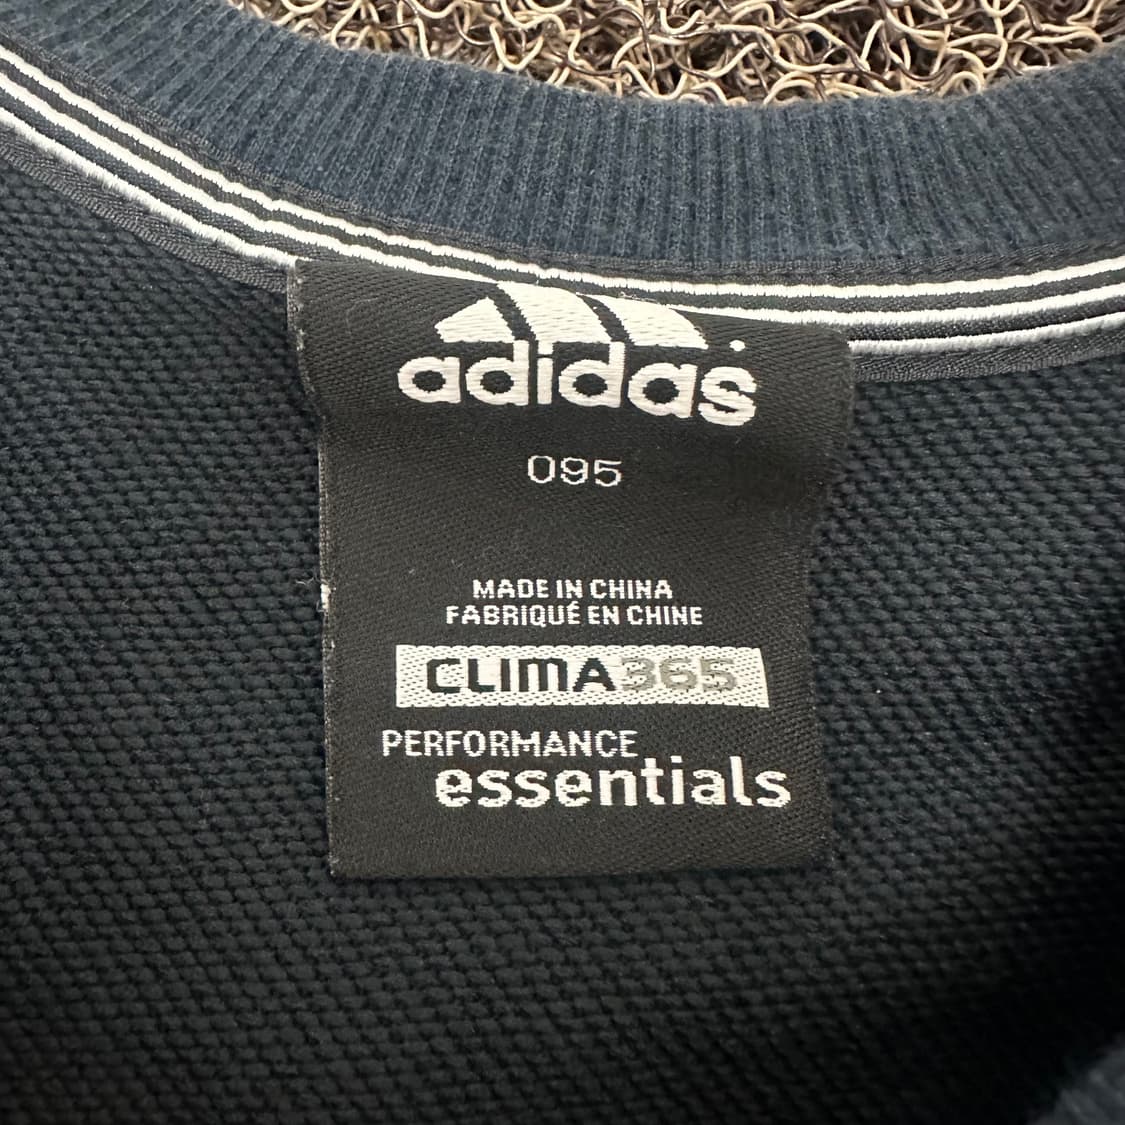 adidas
095
MADE IN CHINA
FABRIQUÉ EN CHINE
CLIMA365
PERFORMANCE
essentials